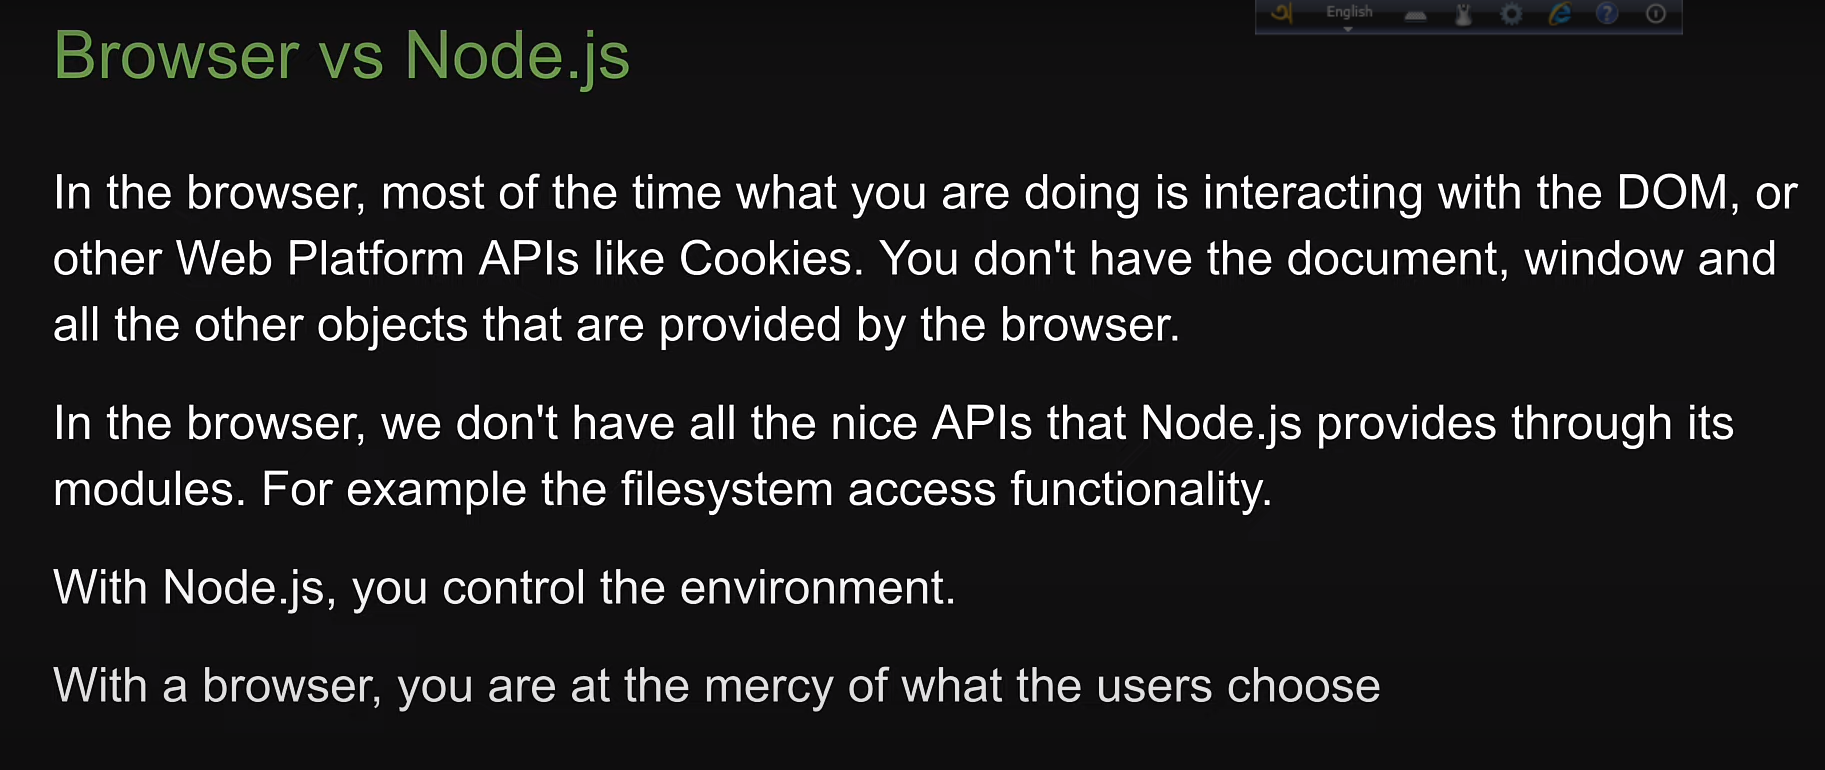 English
Browser vs Node.js
In the browser, most of the time what you are doing is interacting with the DOM, or
other Web Platform APIs like Cookies. You don't have the document, window and
all the other objects that are provided by the browser.
In the browser, we don't have all the nice APIs that Node.js provides through its
modules. For example the filesystem access functionality.
With Node.js, you control the environment.
With a browser, you are at the mercy of what the users choose